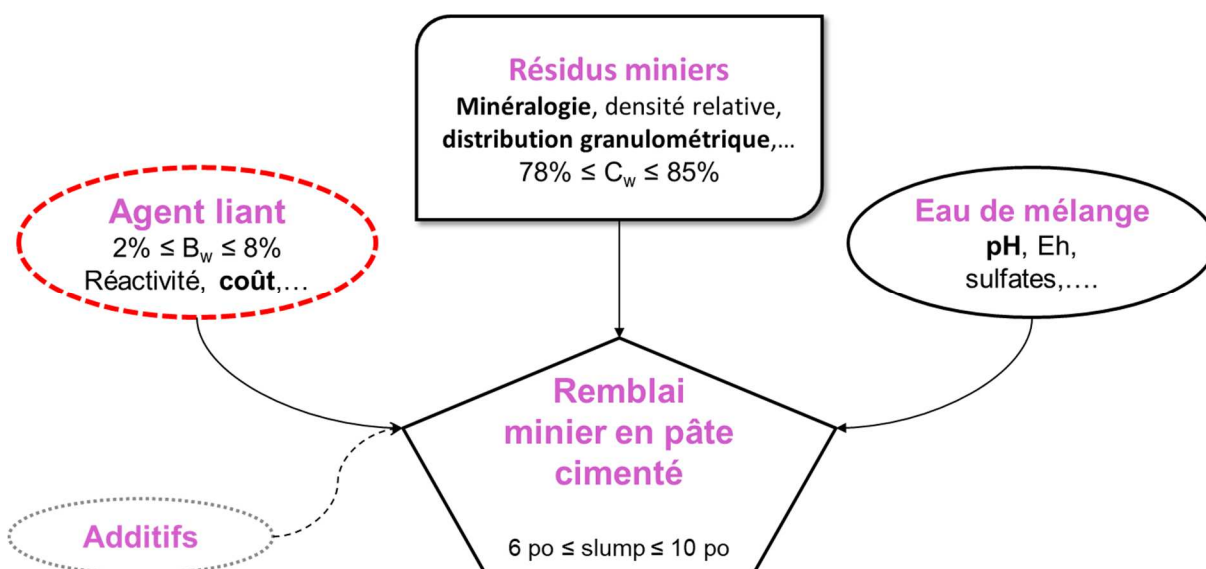 Résidus miniers
Minéralogie, densité relative,
distribution granulométrique,...
78% ≤ Cw ≤ 85%
Agent liant
2% ≤ Bw ≤ 8%
Réactivité, coût,...
Eau de mélange
pH, Eh,
sulfates,....
Remblai
minier en pâte
cimenté
Additifs
6 po ≤ slump ≤ 10 po